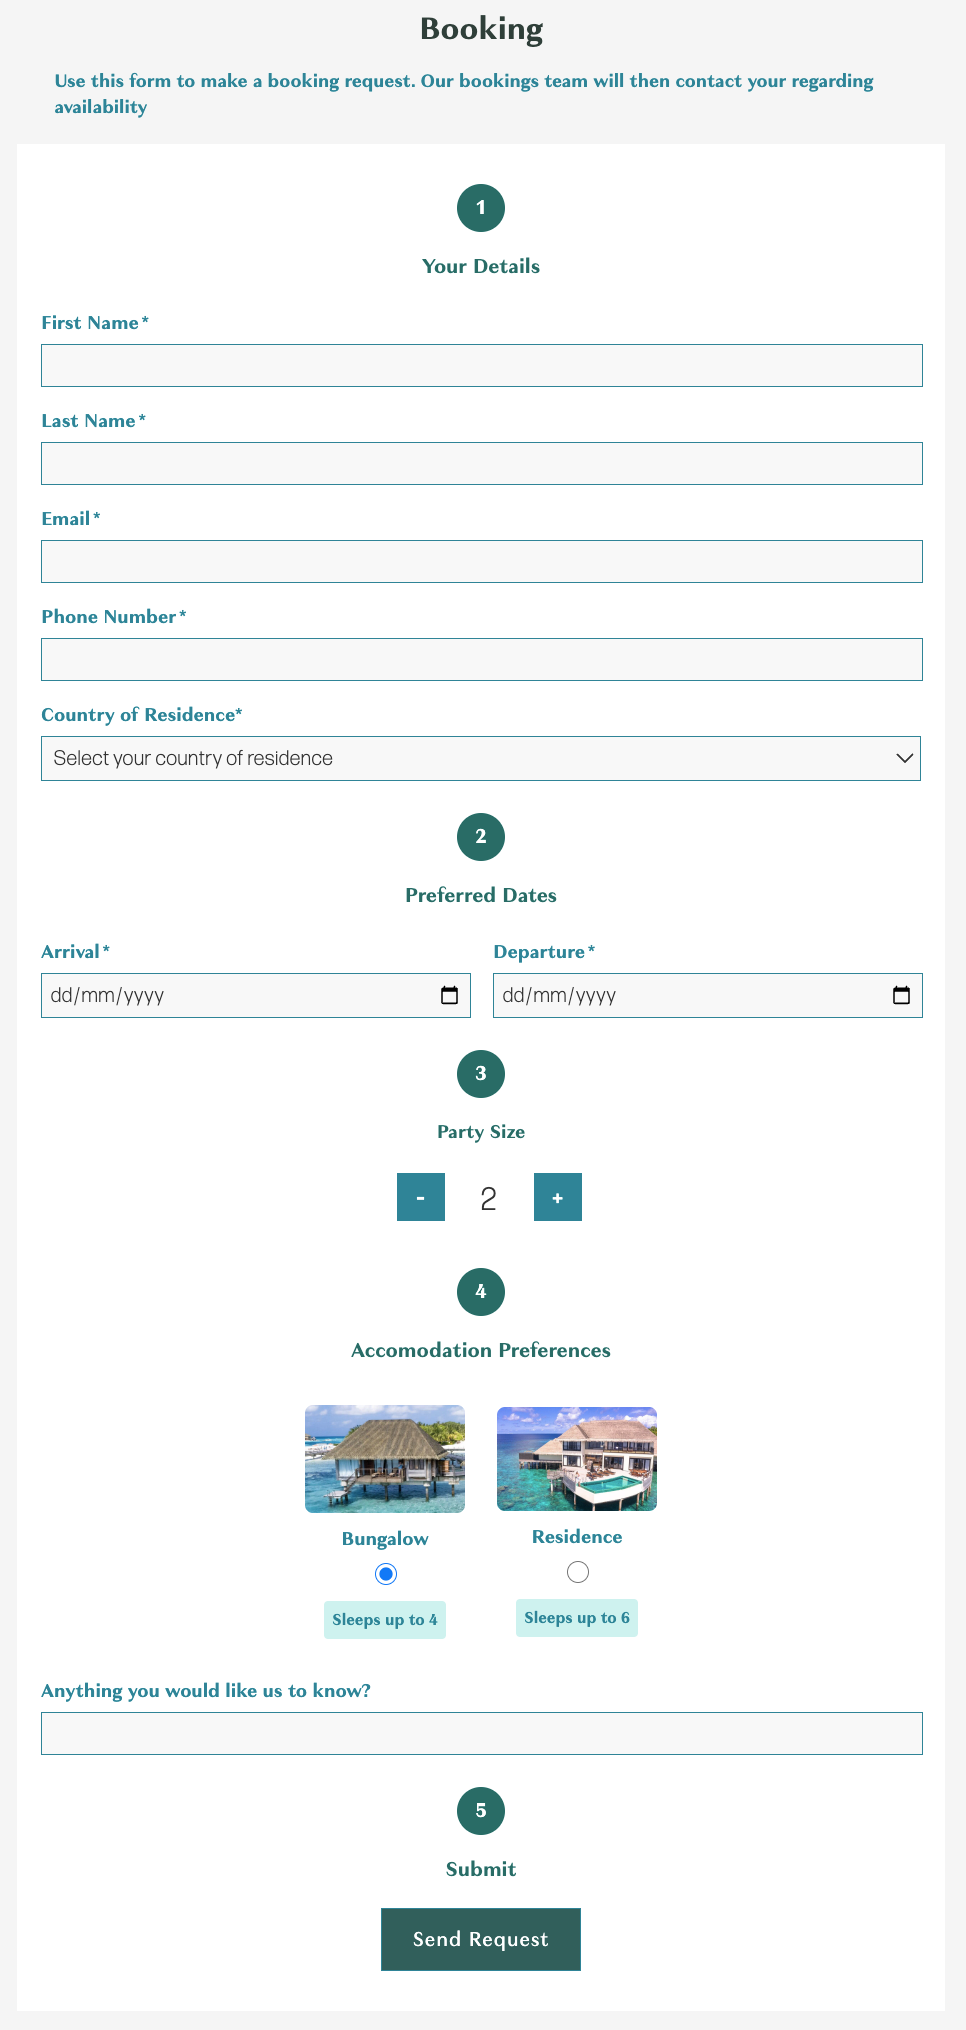 Booking
Use this form to make a booking request. Our bookings team will then contact your regarding
availability
1
Your Details
First Name*
Last Name*
Email*
Phone Number*
Country of Residence*
Select your country of residence
2
Preferred Dates
Arrival* Departure*
dd/mm/yyyy dd/mm/yyyy
3
Party Size
- 2 +
4
Accomodation Preferences
Bungalow Residence
Sleeps up to 4 Sleeps up to 6
Anything you would like us to know?
5
Submit
Send Request